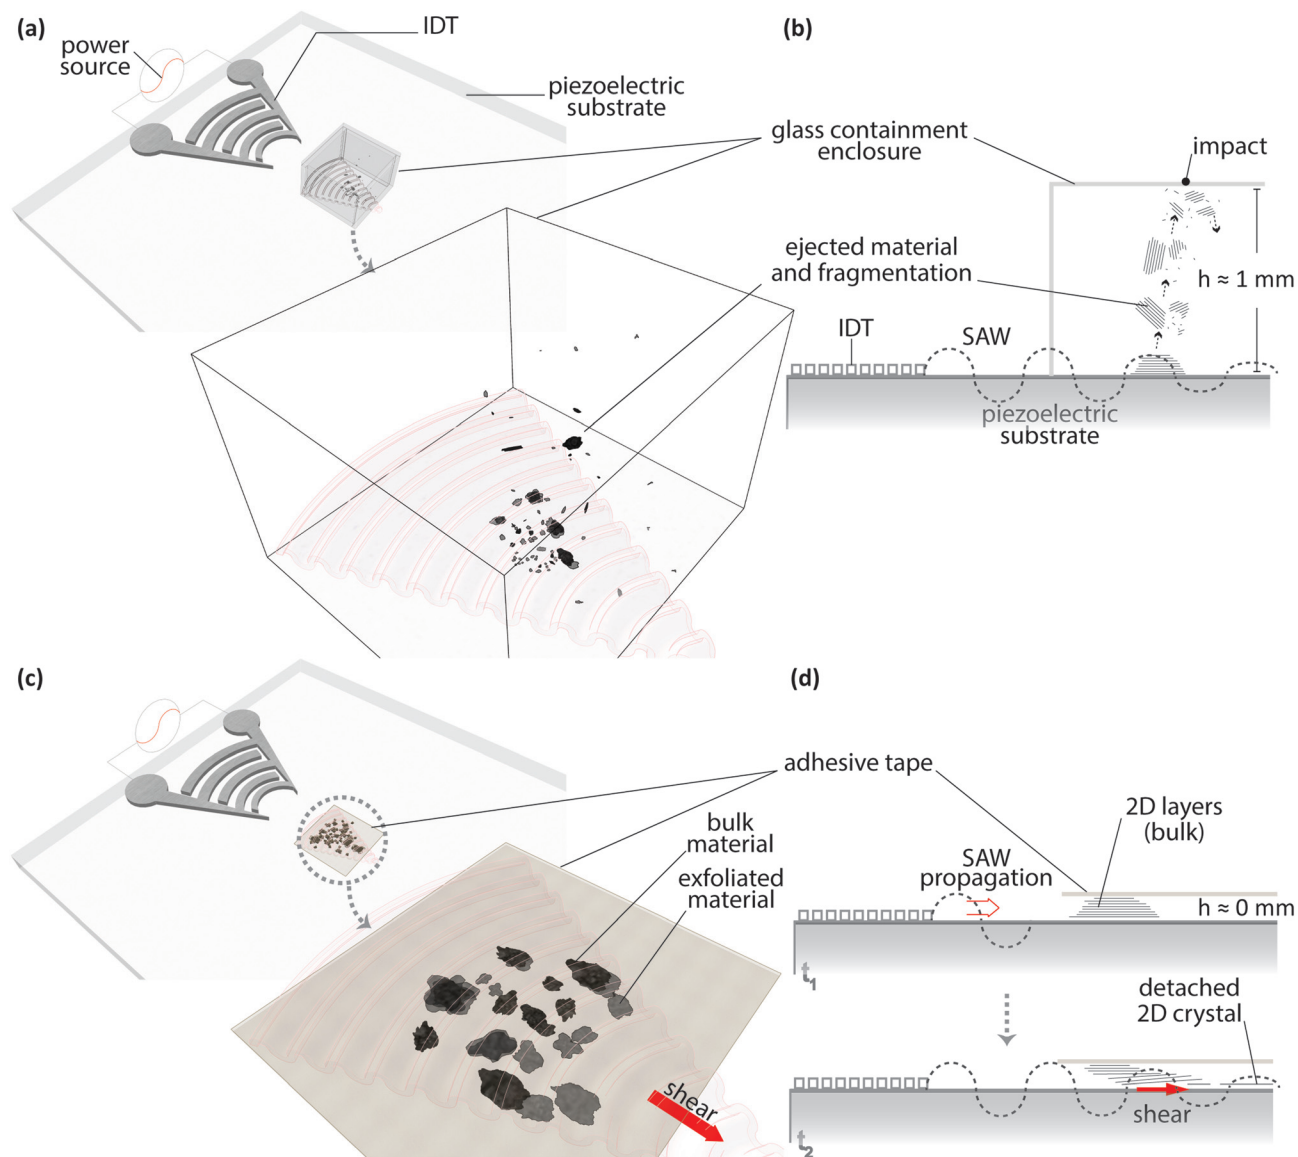 (a)
IDT
power
source
piezoelectric
substrate
(b)
glass containment
enclosure
impact
ejected material
and fragmentation
h ≈ 1 mm
IDT
SAW
piezoelectric
substrate
(c)
(d)
adhesive tape
bulk
material
exfoliated
material
shear
2D layers
(bulk)
SAW
propagation
h ≈ 0 mm
t1
detached
2D crystal
shear
t2